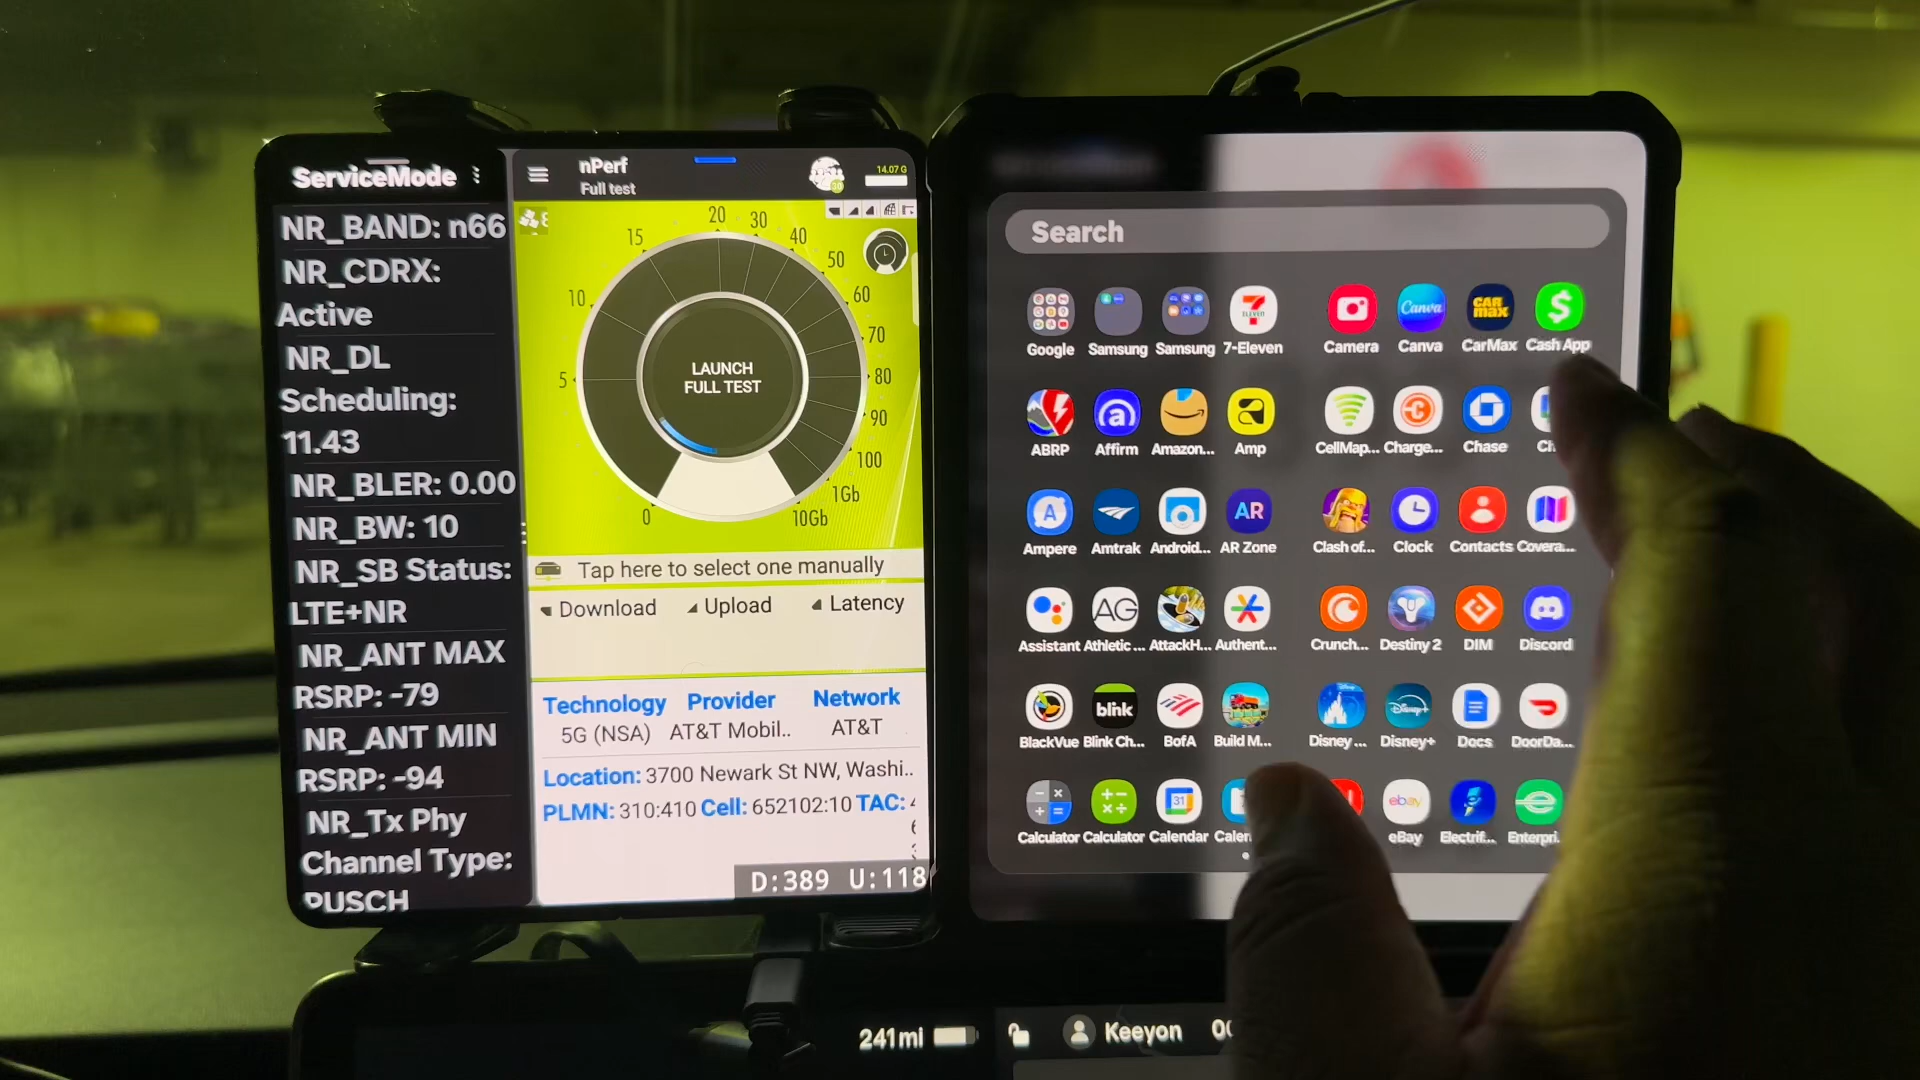 ServiceMode
NR_BAND: n66
NR_CDRX:
Active
NR_DL
Scheduling:
11.43
NR_BLER: 0.00
NR_BW: 10
NR_SB Status:
LTE+NR
NR_ANT MAX
RSRP: -79
NR_ANT MIN
RSRP: -94
NR_Tx Phy
Channel Type:
PUSCH
nPerf
Full test
14.07 G
0
5
10
15
20
30
40
50
60
70
80
90
100
1Gb
10Gb
LAUNCH
FULL TEST
Tap here to select one manually
Download Upload Latency
Technology Provider Network
5G (NSA) AT&T Mobil.. AT&T
Location: 3700 Newark St NW, Washi..
PLMN: 310:410 Cell: 652102:10 TAC:
D:389 U:118
Search
Google Samsung Samsung 7-Eleven Camera Canva CarMax Cash App
ABRP Affirm Amazon... Amp CellMap... Charge... Chase
Ampere Amtrak Android... AR Zone Clash of... Clock Contacts Covera...
Assistant Athletic ... AttackH... Authent... Crunch... Destiny 2 DIM Discord
BlackVue Blink Ch... BofA Build M... Disney ... Disney+ Docs DoorDa...
Calculator Calculator Calendar eBay Electrif... Enterpri...
241mi Keeyon